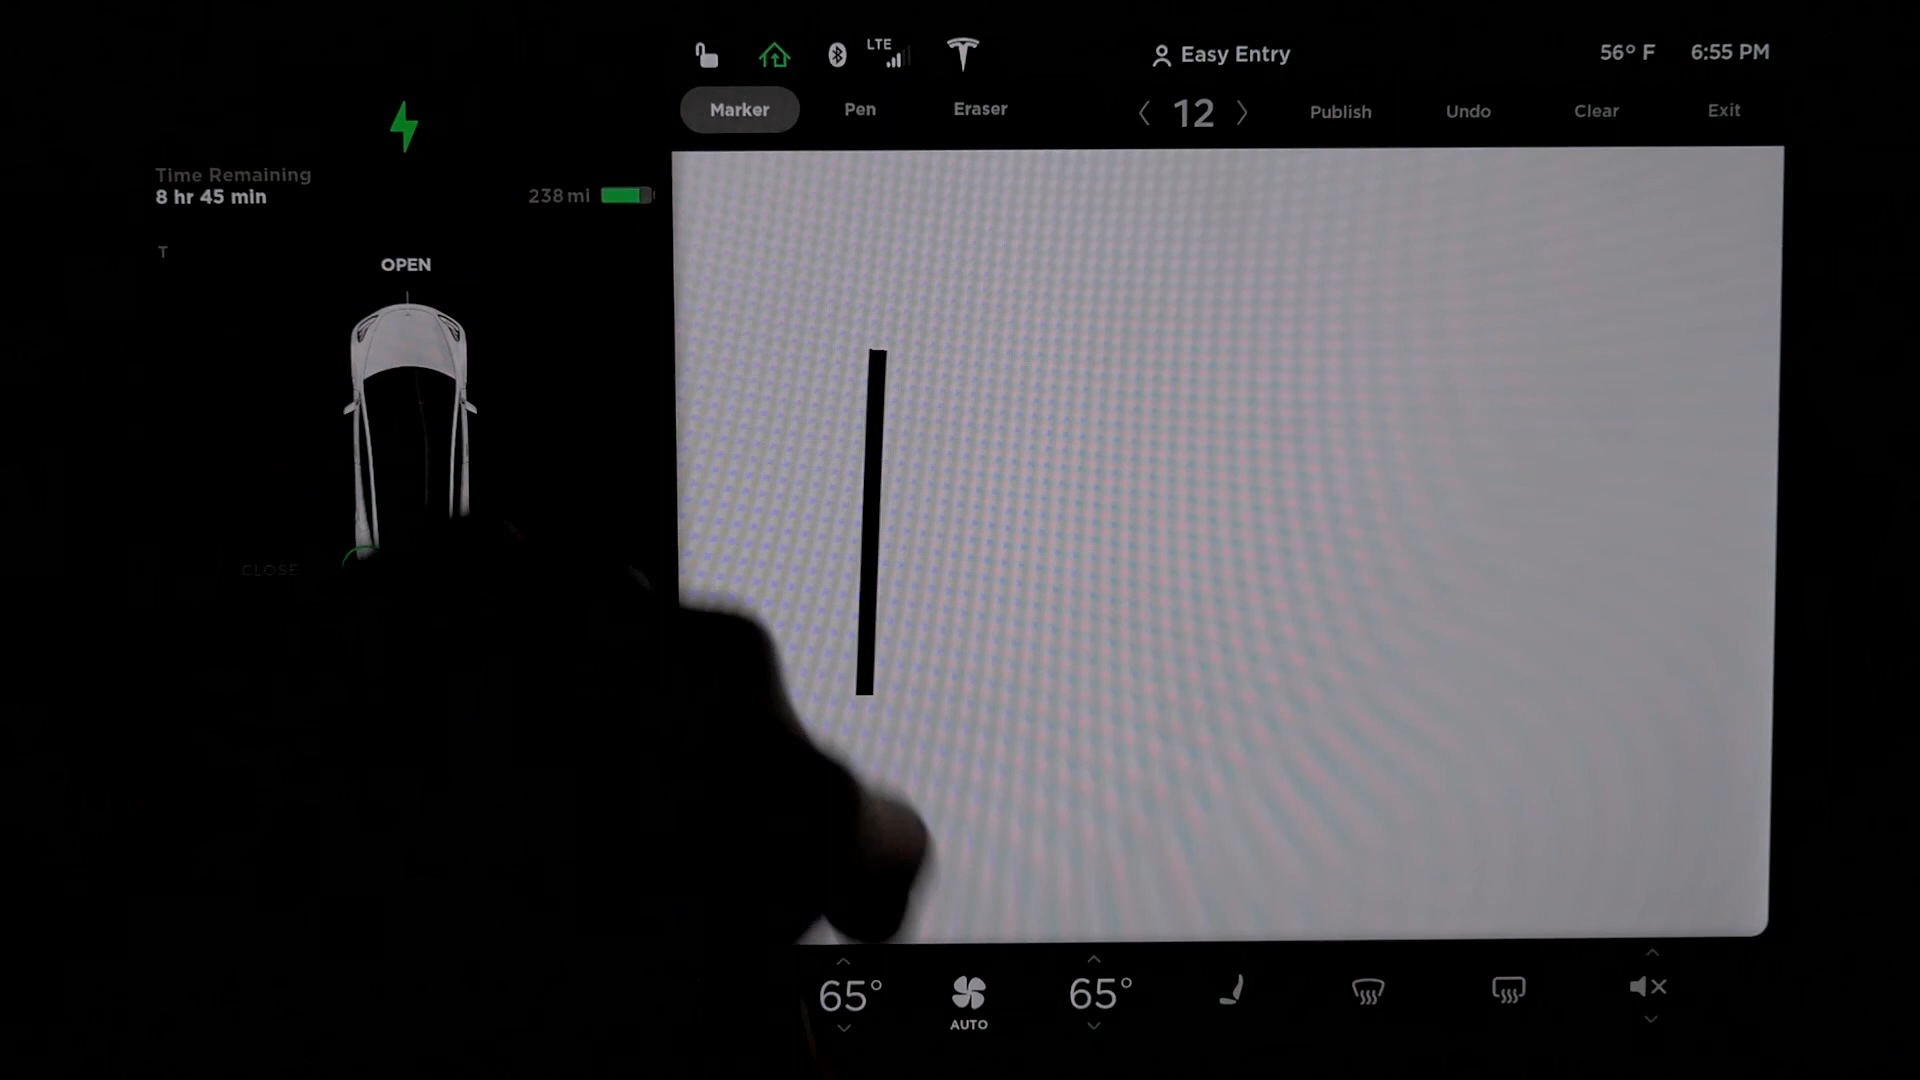 LTE
Easy Entry
56° F
6:55 PM
Marker
Pen
Eraser
12
Publish
Undo
Clear
Exit
Time Remaining
8 hr 45 min
238 mi
T
OPEN
CLOSE
65°
AUTO
65°